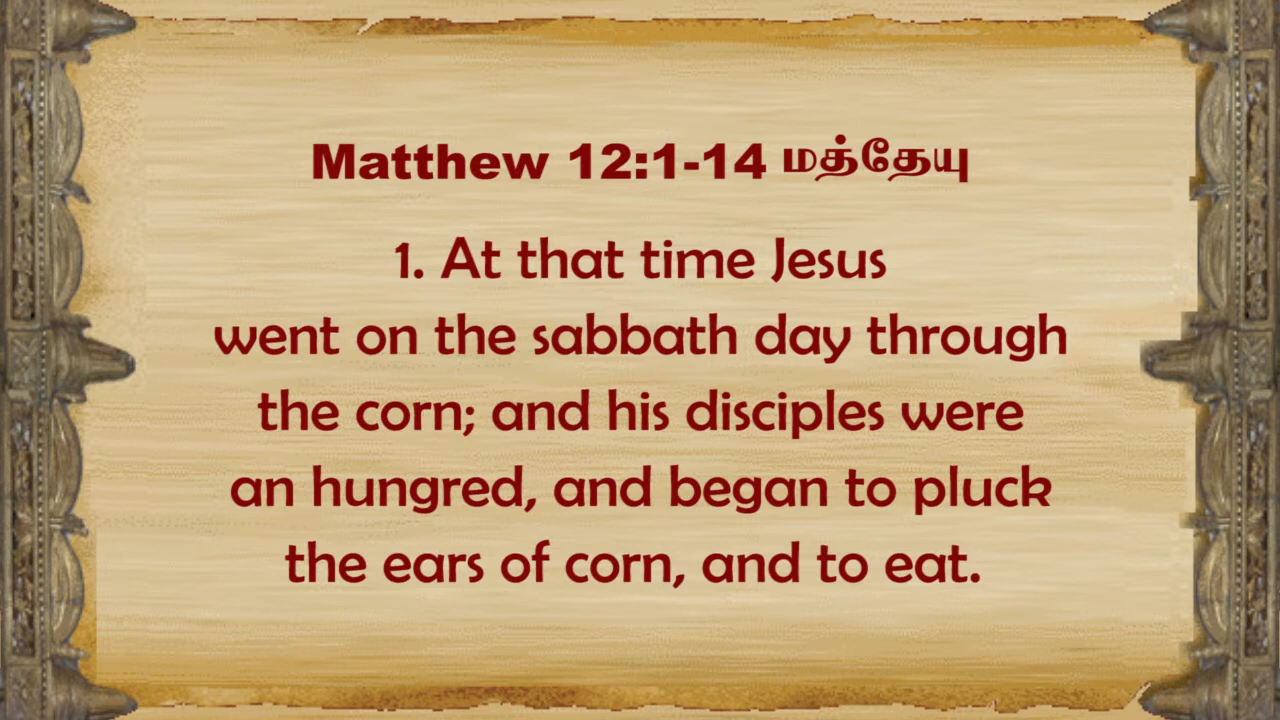 Matthew 12:1-14 மத்தேயு
1. At that time Jesus
went on the sabbath day through
the corn; and his disciples were
an hungred, and began to pluck
the ears of corn, and to eat.